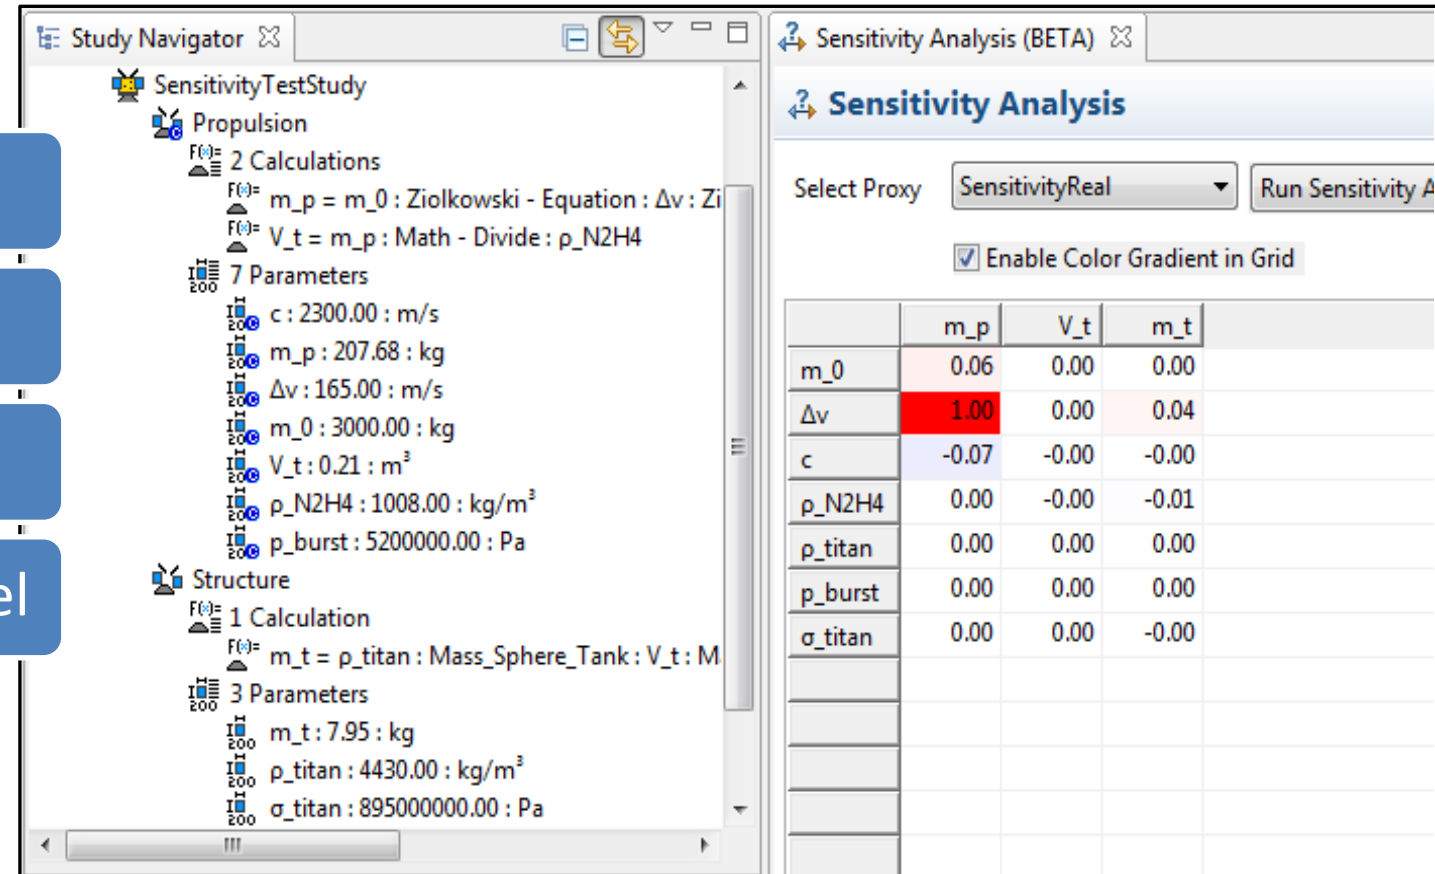 Study Navigator
SensitivityTestStudy
Propulsion
2 Calculations
m_p = m_0 : Ziolkowski - Equation : Δv : Zi
V_t = m_p : Math - Divide : ρ_N2H4
7 Parameters
c : 2300.00 : m/s
m_p : 207.68 : kg
Δv : 165.00 : m/s
m_0 : 3000.00 : kg
V_t : 0.21 : m³
ρ_N2H4 : 1008.00 : kg/m³
p_burst : 5200000.00 : Pa
Structure
1 Calculation
m_t = ρ_titan : Mass_Sphere_Tank : V_t : M
3 Parameters
m_t : 7.95 : kg
ρ_titan : 4430.00 : kg/m³
σ_titan : 895000000.00 : Pa
el
Sensitivity Analysis (BETA)
Sensitivity Analysis
Select Proxy SensitivityReal Run Sensitivity A
Enable Color Gradient in Grid
m_p V_t m_t
m_0 0.06 0.00 0.00
Δv 1.00 0.00 0.04
c -0.07 -0.00 -0.00
ρ_N2H4 0.00 -0.00 -0.01
ρ_titan 0.00 0.00 0.00
p_burst 0.00 0.00 0.00
σ_titan 0.00 0.00 -0.00